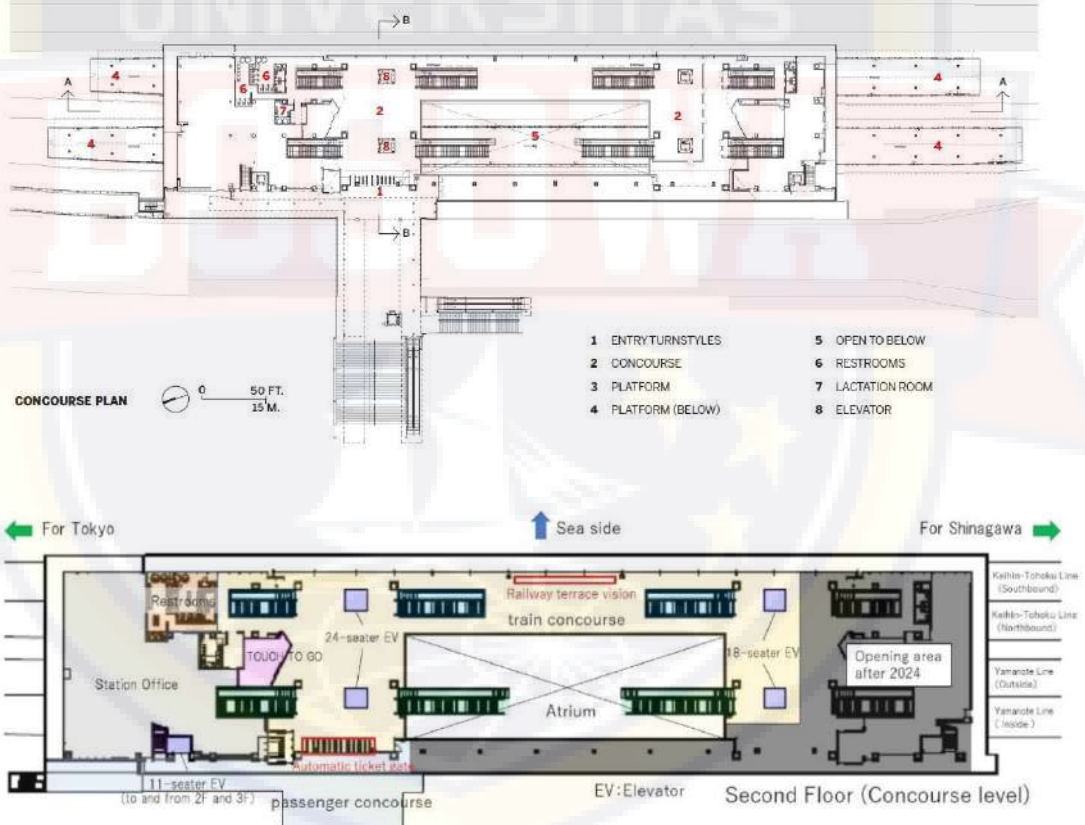 UNIVERSITAS
B
4
6
6
8
4
A
7
2
2
A
4
8
5
4
1
BOSOWA
B
1 ENTRYTURNSTYLES
2 CONCOURSE
3 PLATFORM
4 PLATFORM (BELOW)
5 OPEN TO BELOW
6 RESTROOMS
7 LACTATION ROOM
8 ELEVATOR
CONCOURSE PLAN
0 50 FT.
15 M.
For Tokyo
Sea side
For Shinagawa
Restrooms
Railway terrace vision
train concourse
24-seater EV
18-seater EV
TOUCH TO GO
Station Office
Atrium
Opening area
after 2024
Keihin-Tohoku Line
(Southbound)
Keihin-Tohoku Line
(Northbound)
Yamanote Line
(Outside)
Yamanote Line
(Inside)
Automatic ticket gate
11-seater EV
(to and from 2F and 3F)
passenger concourse
EV:Elevator
Second Floor (Concourse level)